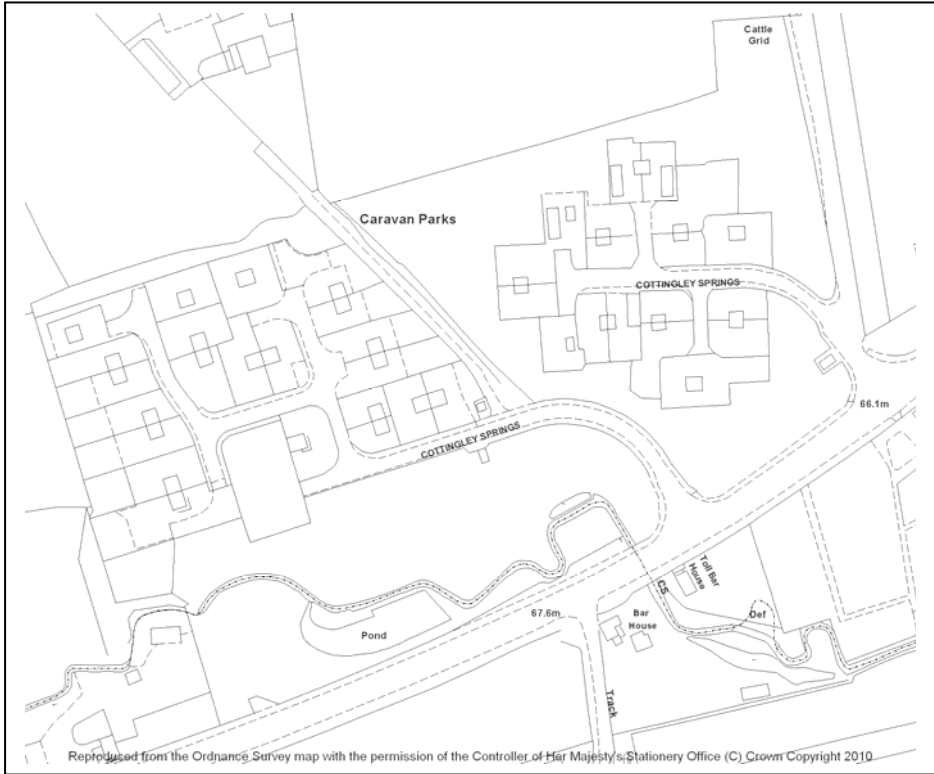 Cattle
Grid
Caravan Parks
COTTINGLEY SPRINGS
66.1m
COTTINGLEY SPRINGS
Toll Bar
House
CS
67.6m
Bar
House
Def
Pond
Track
Reproduced from the Ordnance Survey map with the permission of the Controller of Her Majesty's Stationery Office (C) Crown Copyright 2010